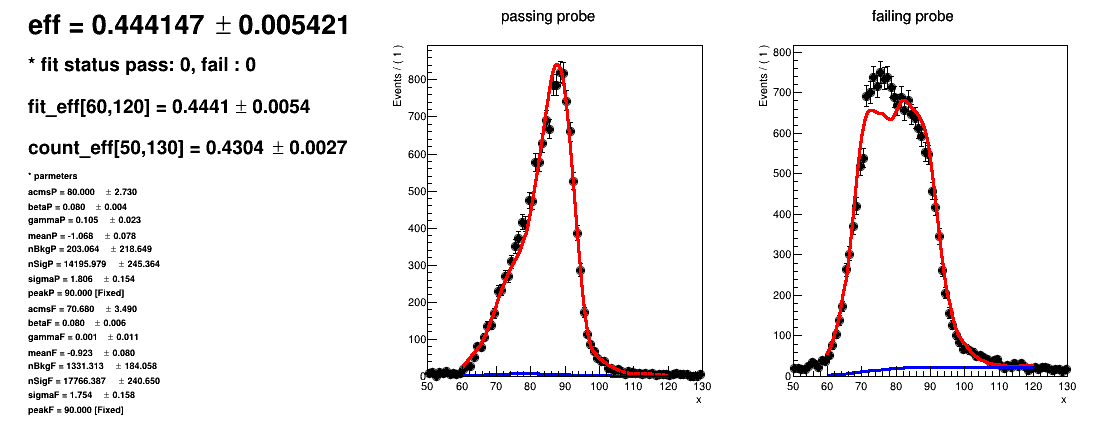 eff = 0.444147 ± 0.005421
* fit status pass: 0, fail : 0
fit_eff[60,120] = 0.4441 ± 0.0054
count_eff[50,130] = 0.4304 ± 0.0027
* parmeters
acmsP = 80.000 ± 2.730
betaP = 0.080 ± 0.004
gammaP = 0.105 ± 0.023
meanP = -1.068 ± 0.078
nBkgP = 203.064 ± 218.649
nSigP = 14195.979 ± 245.364
sigmaP = 1.806 ± 0.154
peakP = 90.000 [Fixed]
acmsF = 70.680 ± 3.490
betaF = 0.080 ± 0.006
gammaF = 0.001 ± 0.011
meanF = -0.923 ± 0.080
nBkgF = 1331.313 ± 184.058
nSigF = 17766.387 ± 240.650
sigmaF = 1.754 ± 0.158
peakF = 90.000 [Fixed]
passing probe
Events / ( 1 )
800
700
600
500
400
300
200
100
0
50 60 70 80 90 100 110 120 130
x
failing probe
Events / ( 1 )
800
700
600
500
400
300
200
100
0
50 60 70 80 90 100 110 120 130
x